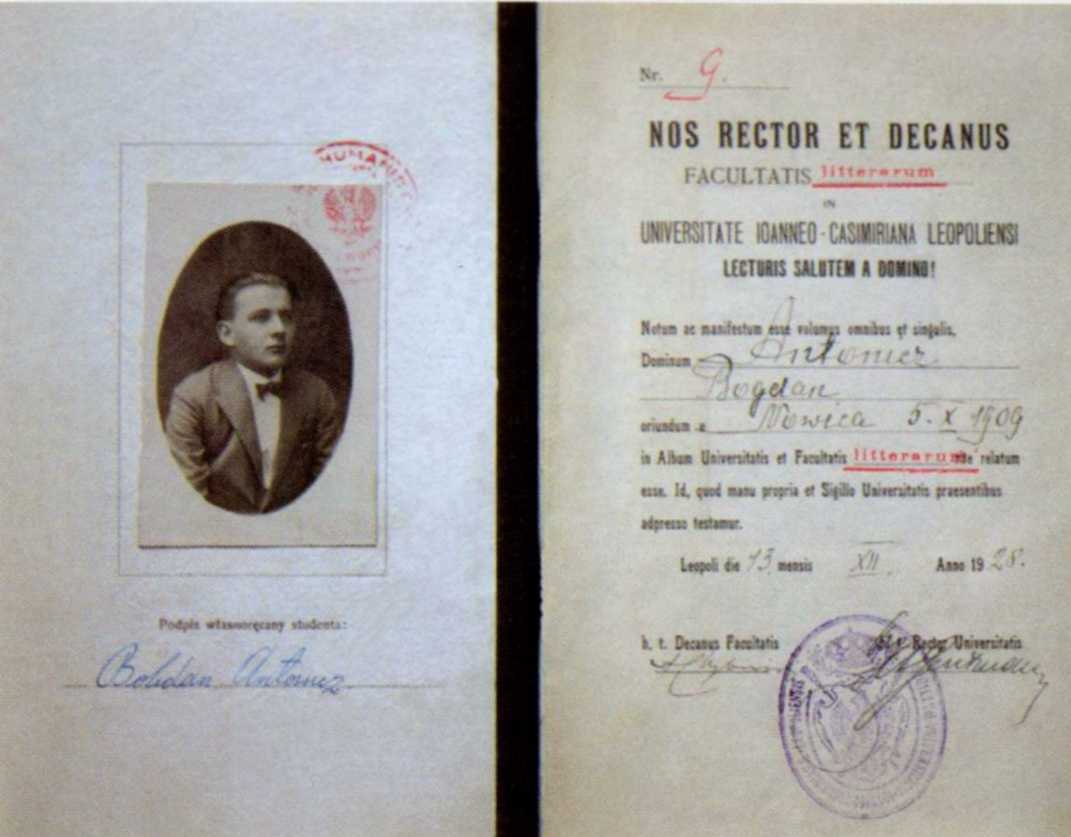 HUMAN
Podpis własnoręczny studenta:
Bohdan Antonicz
Nr. 9.
NOS RECTOR ET DECANUS
FACULTATIS litterarum
IN
UNIVERSITATE IOANNEO-CASIMIRIANA LEOPOLIENSI
LECTURIS SALUTEM A DOMINO!
Notum ac manifestum esse volumus omnibus et singulis,
Dominum Antonicz
Bogdan
oriundum e Nowica 5. X 1909
in Album Universitatis et Facultatis litterarum relatum
esse. Id, quod manu propria et Sigillo Universitatis praesentibus
adpresso testamur.
Leopoli die 13 mensis XII. Anno 1928.
h. t. Decanus Facultatis
h. t. Rector Universitatis